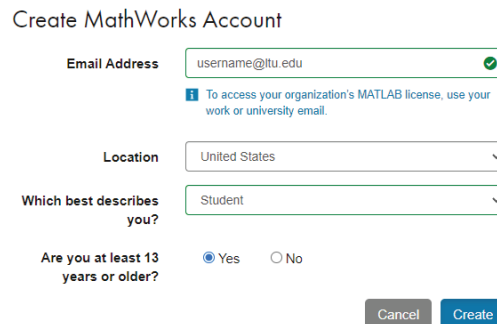 Create MathWorks Account
Email Address
username@ltu.edu
To access your organization's MATLAB license, use your
work or university email.
Location
United States
Which best describes
you?
Student
Are you at least 13
years or older?
Yes
No
Cancel
Create